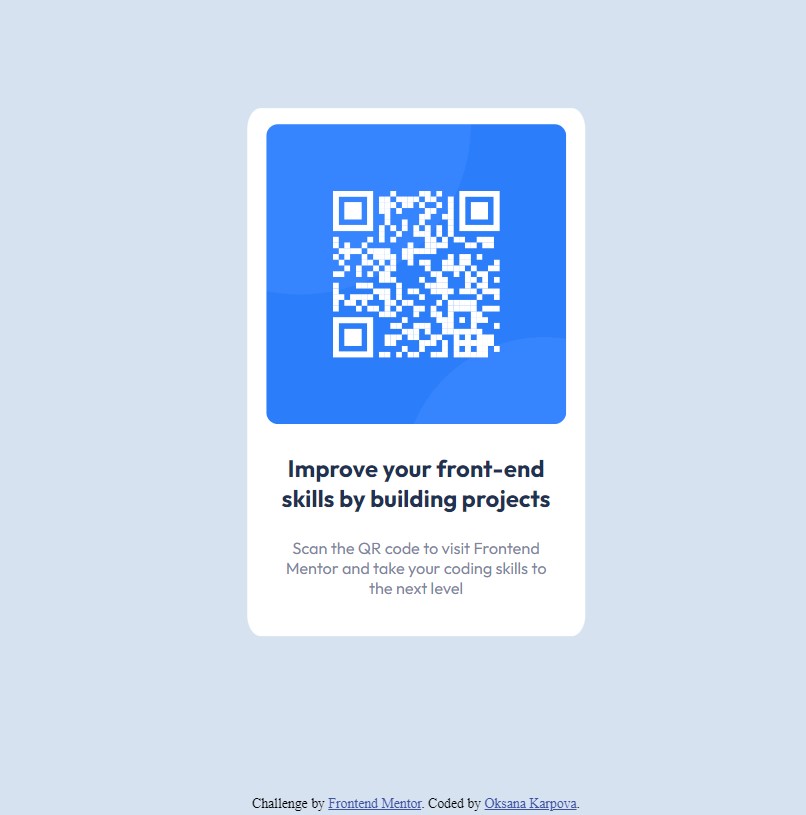 Improve your front-end
skills by building projects
Scan the QR code to visit Frontend
Mentor and take your coding skills to
the next level
Challenge by Frontend Mentor. Coded by Oksana Karpova.